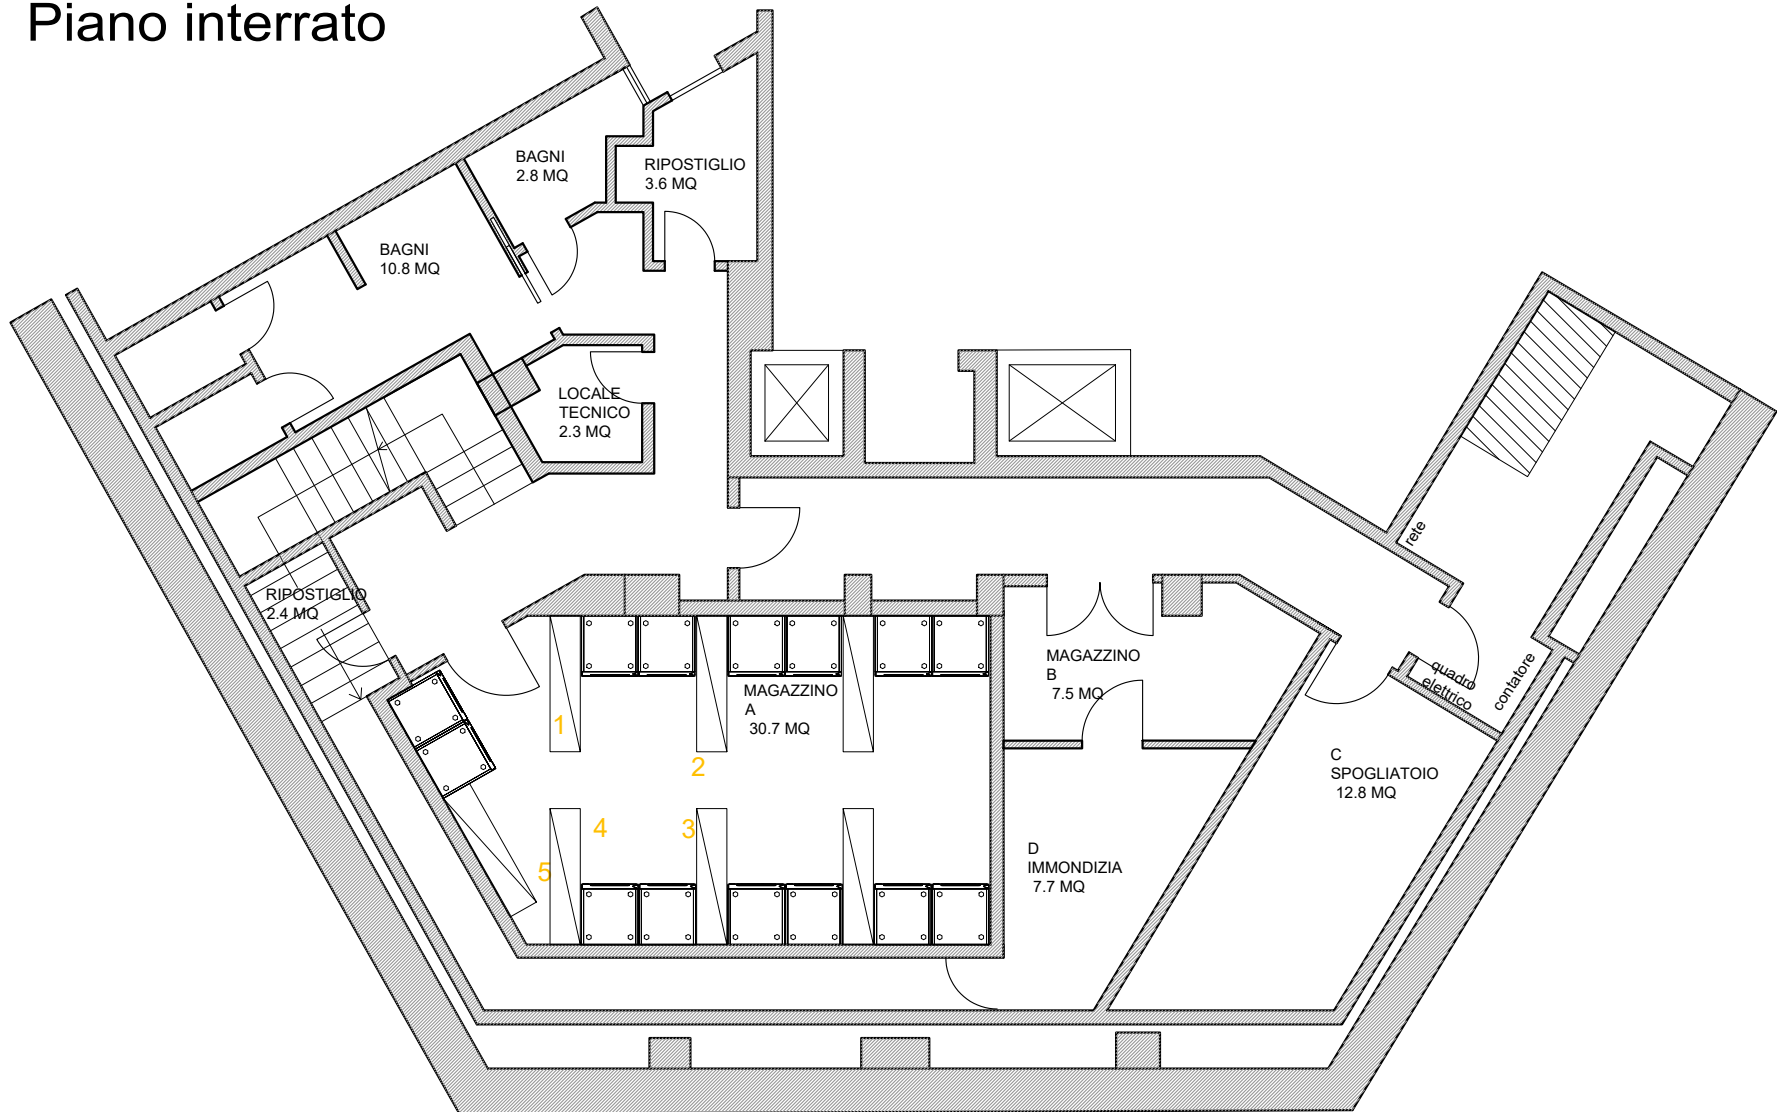 Piano interrato
BAGNI
2.8 MQ
RIPOSTIGLIO
3.6 MQ
BAGNI
10.8 MQ
LOCALE
TECNICO
2.3 MQ
rete
RIPOSTIGLIO
2.4 MQ
MAGAZZINO
A
30.7 MQ
MAGAZZINO
B
7.5 MQ
quadro
elettrico
contatore
C
SPOGLIATOIO
12.8 MQ
1
2
4
3
5
D
IMMONDIZIA
7.7 MQ